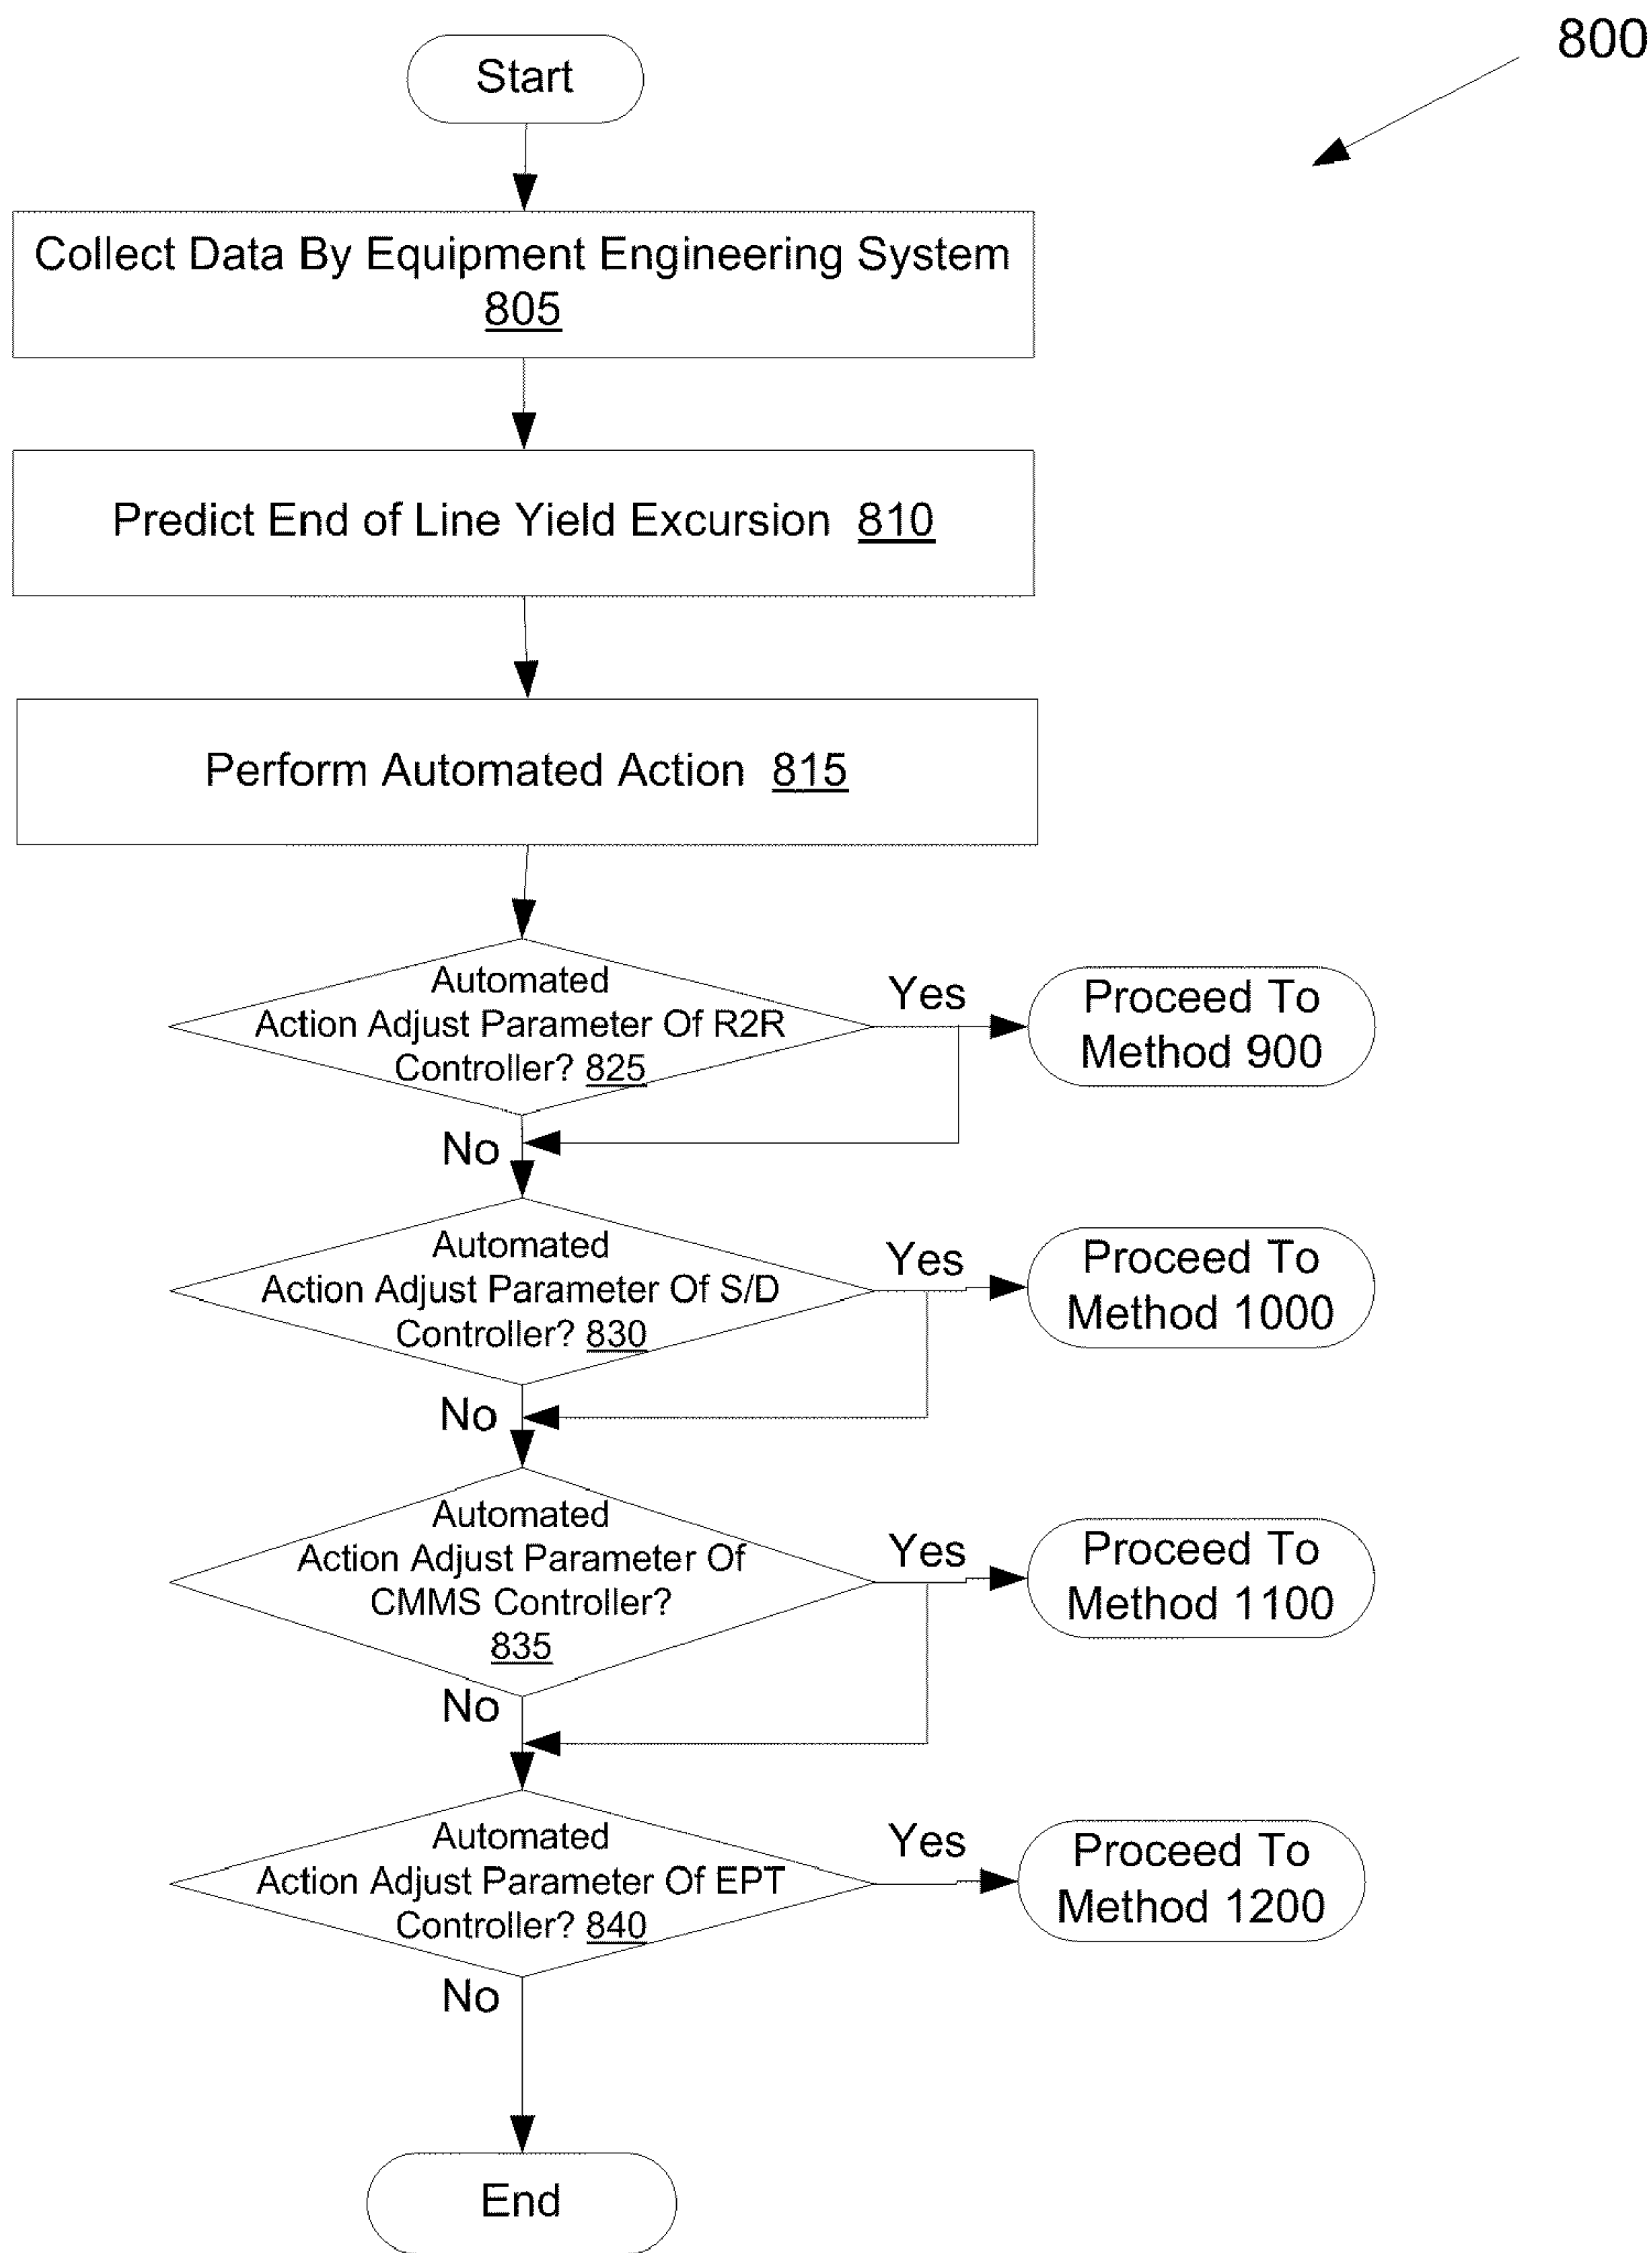 800
Start
Collect Data By Equipment Engineering System
805
Predict End of Line Yield Excursion 810
Perform Automated Action 815
Automated
Action Adjust Parameter Of R2R
Controller? 825
Yes
Proceed To
Method 900
No
Automated
Action Adjust Parameter Of S/D
Controller? 830
Yes
Proceed To
Method 1000
No
Automated
Action Adjust Parameter Of
CMMS Controller?
835
Yes
Proceed To
Method 1100
No
Automated
Action Adjust Parameter Of EPT
Controller? 840
Yes
Proceed To
Method 1200
No
End